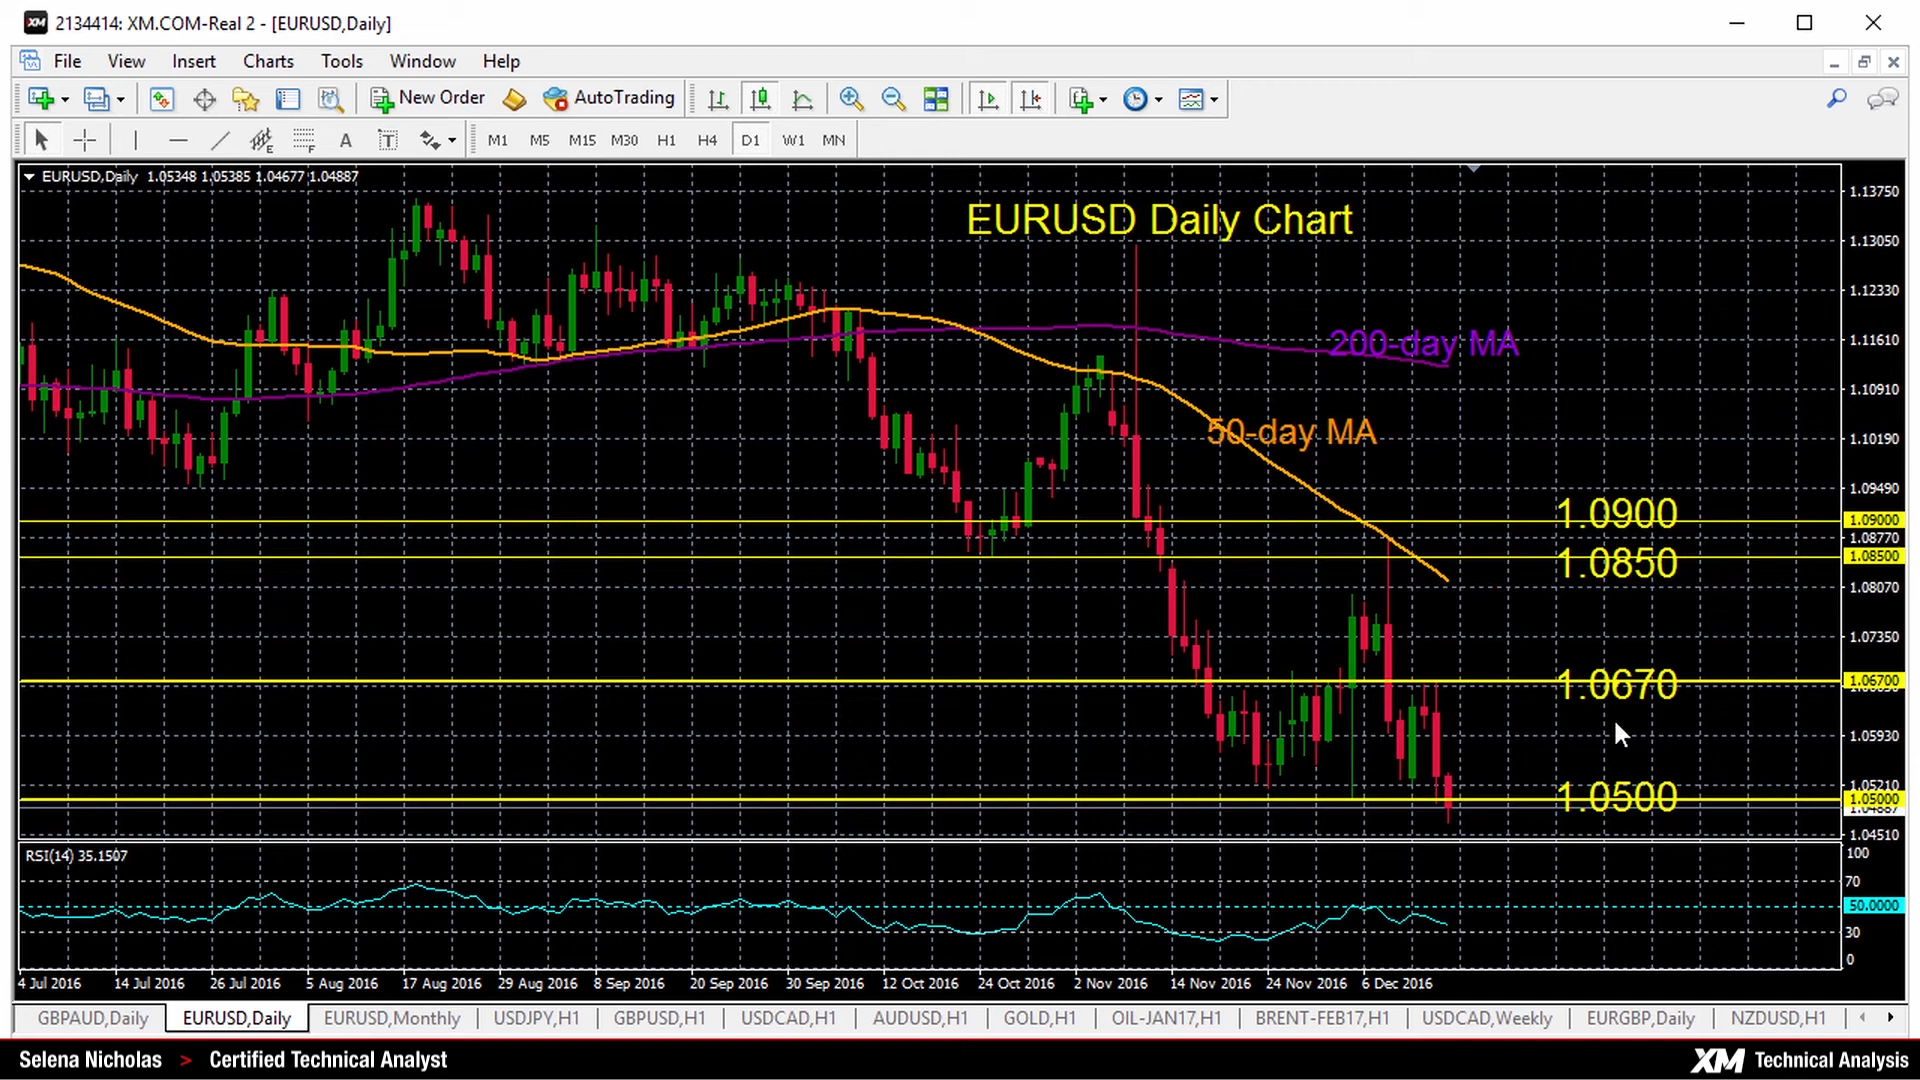 XM 2134414: XM.COM-Real 2 - [EURUSD,Daily]
File View Insert Charts Tools Window Help
New Order AutoTrading
E F A T M1 M5 M15 M30 H1 H4 D1 W1 MN
EURUSD,Daily 1.05348 1.05385 1.04677 1.04887
EURUSD Daily Chart
200-day MA
50-day MA
1.0900
1.0850
1.0670
1.0500
1.13750
1.13050
1.12330
1.11610
1.10910
1.10190
1.09490
1.09000
1.08770
1.08500
1.08070
1.07350
1.06700
1.05930
1.05210
1.05000
1.04510
RSI(14) 35.1507
100
70
50.0000
30
0
4 Jul 2016 14 Jul 2016 26 Jul 2016 5 Aug 2016 17 Aug 2016 29 Aug 2016 8 Sep 2016 20 Sep 2016 30 Sep 2016 12 Oct 2016 24 Oct 2016 2 Nov 2016 14 Nov 2016 24 Nov 2016 6 Dec 2016
GBPAUD,Daily EURUSD,Daily EURUSD,Monthly USDJPY,H1 GBPUSD,H1 USDCAD,H1 AUDUSD,H1 GOLD,H1 OIL-JAN17,H1 BRENT-FEB17,H1 USDCAD,Weekly EURGBP,Daily NZDUSD,H1
Selena Nicholas > Certified Technical Analyst XM Technical Analysis